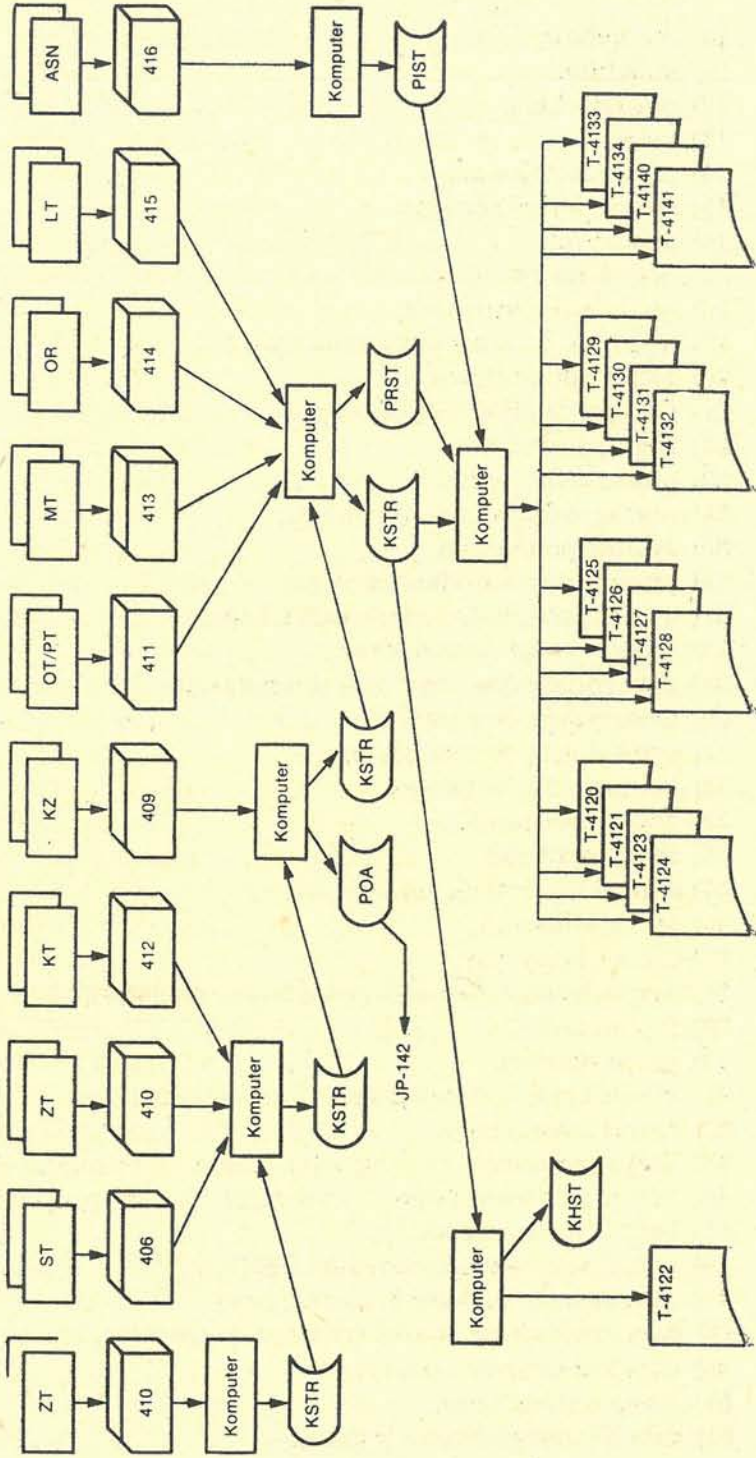 ZT
ST
ZT
KT
KZ
OT/PT
MT
OR
LT
ASN
410
406
410
412
409
411
413
414
415
416
Komputer
Komputer
Komputer
Komputer
Komputer
KSTR
KSTR
POA
KSTR
KSTR
PRST
PIST
JP-142
Komputer
Komputer
KHST
T-4122
T-4120
T-4121
T-4123
T-4124
T-4125
T-4126
T-4127
T-4128
T-4129
T-4130
T-4131
T-4132
T-4133
T-4134
T-4140
T-4141